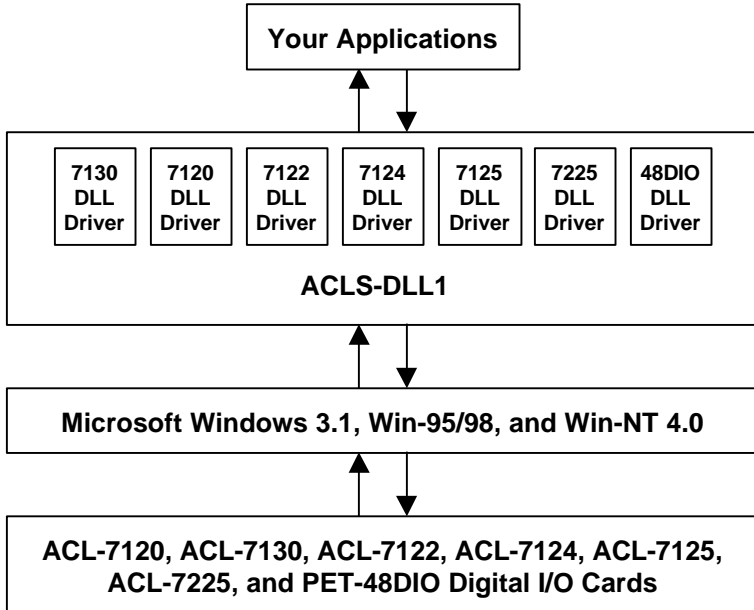 Your Applications
7130 DLL Driver
7120 DLL Driver
7122 DLL Driver
7124 DLL Driver
7125 DLL Driver
7225 DLL Driver
48DIO DLL Driver
ACLS-DLL1
Microsoft Windows 3.1, Win-95/98, and Win-NT 4.0
ACL-7120, ACL-7130, ACL-7122, ACL-7124, ACL-7125,
ACL-7225, and PET-48DIO Digital I/O Cards